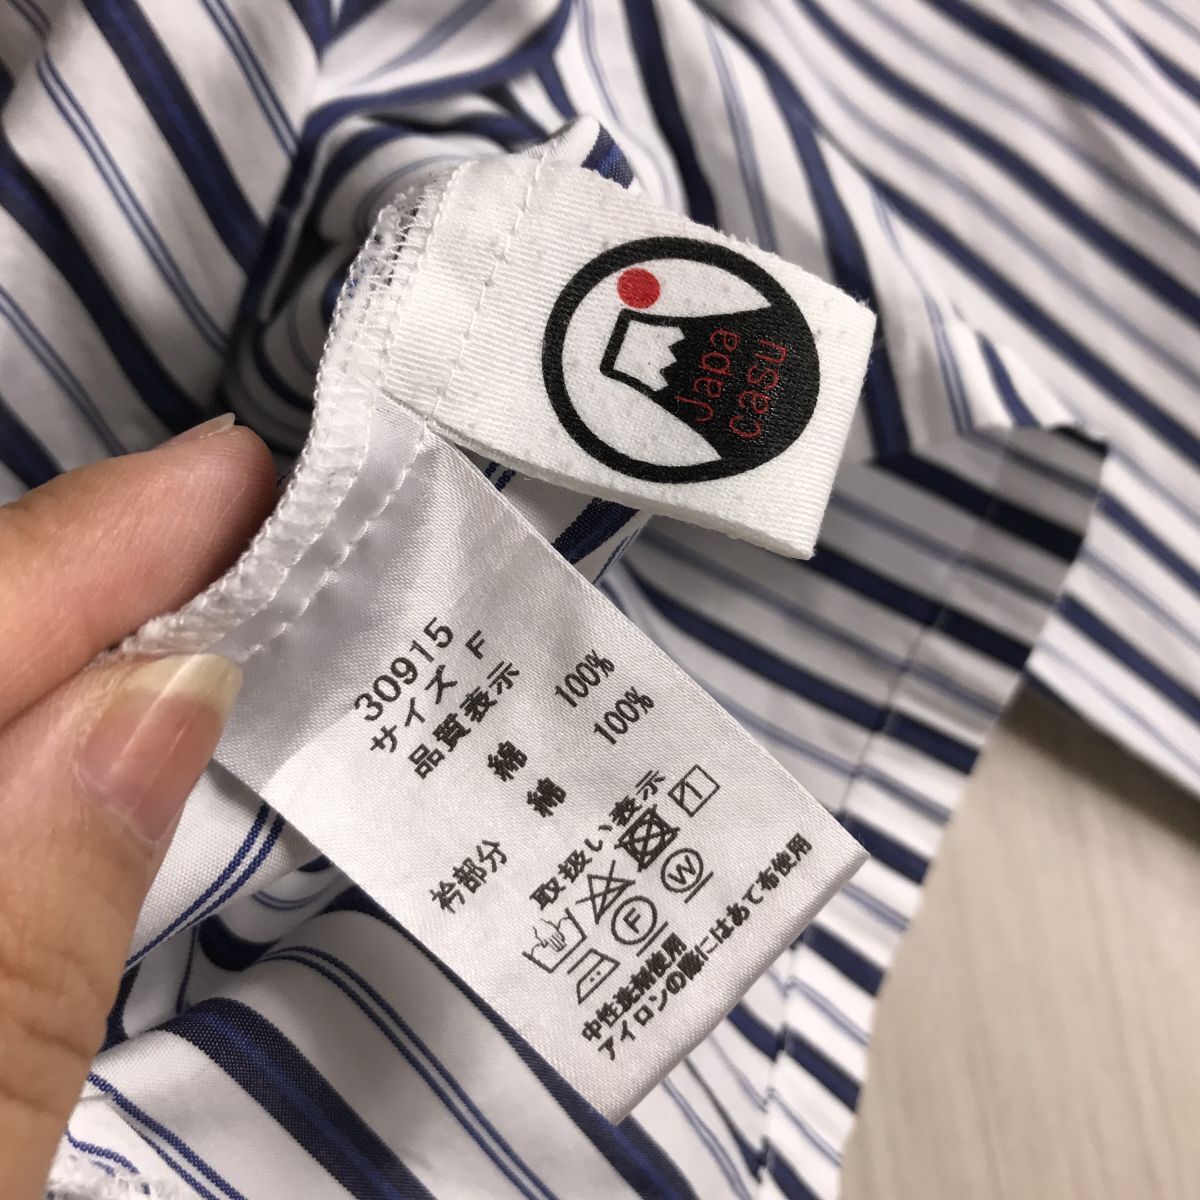 Japa
casu
30915
サイズ F
品質表示
綿 100%
衿部分 綿 100%
取扱い表示
F
W
中性洗剤使用
アイロンの際にはあて布使用